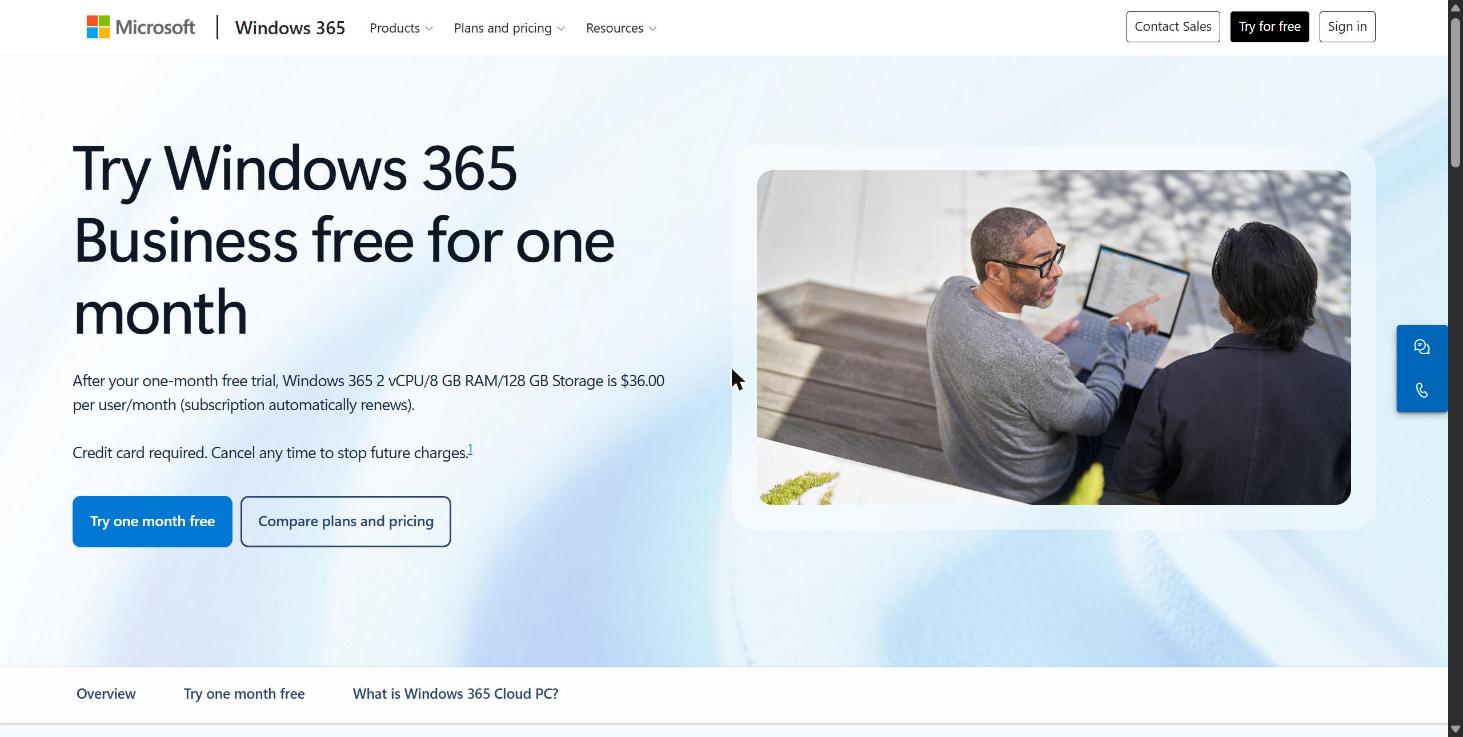 Microsoft
Windows 365
Products
Plans and pricing
Resources
Contact Sales
Try for free
Sign in
Try Windows 365
Business free for one
month
After your one-month free trial, Windows 365 2 vCPU/8 GB RAM/128 GB Storage is $36.00
per user/month (subscription automatically renews).
Credit card required. Cancel any time to stop future charges.1
Try one month free
Compare plans and pricing
Overview
Try one month free
What is Windows 365 Cloud PC?